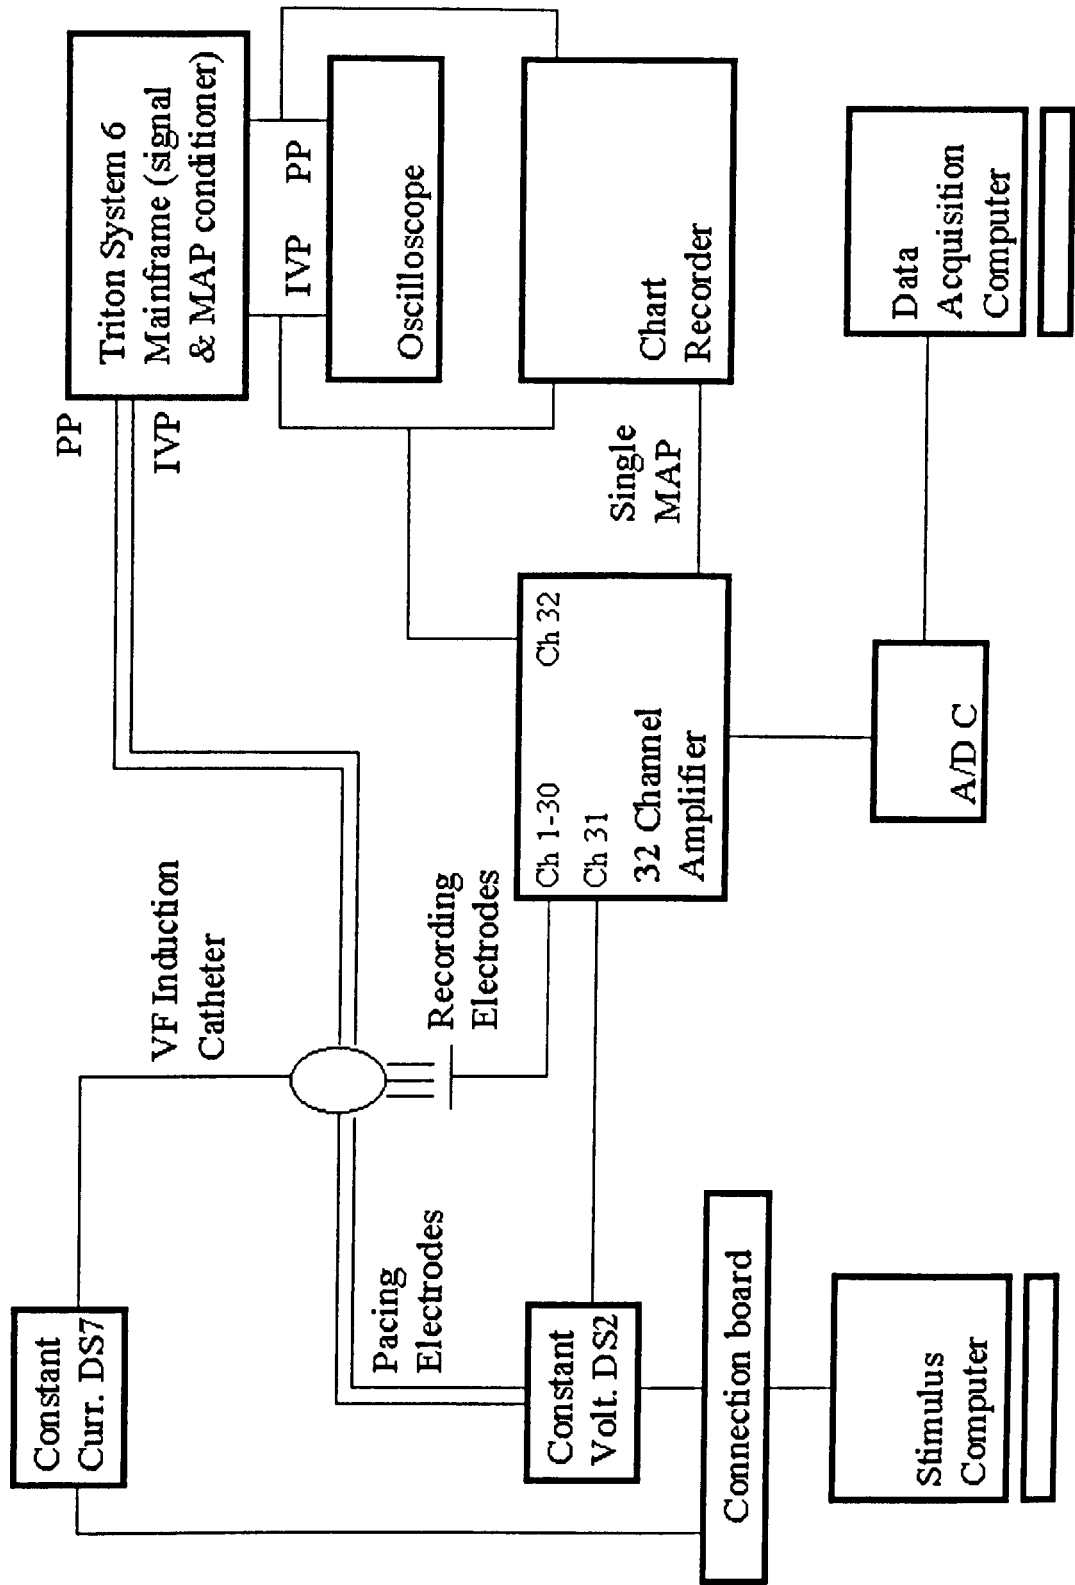 Constant
Curr. DS7
VF Induction
Catheter
PP
IVP
Triton System 6
Mainframe (signal
& MAP conditioner)
IVP PP
Oscilloscope
Pacing
Electrodes
Recording
Electrodes
Constant
Volt. DS2
Ch 1-30
Ch 32
Ch 31
32 Channel
Amplifier
Single
MAP
Chart
Recorder
Connection board
Stimulus
Computer
A/D C
Data
Acquisition
Computer